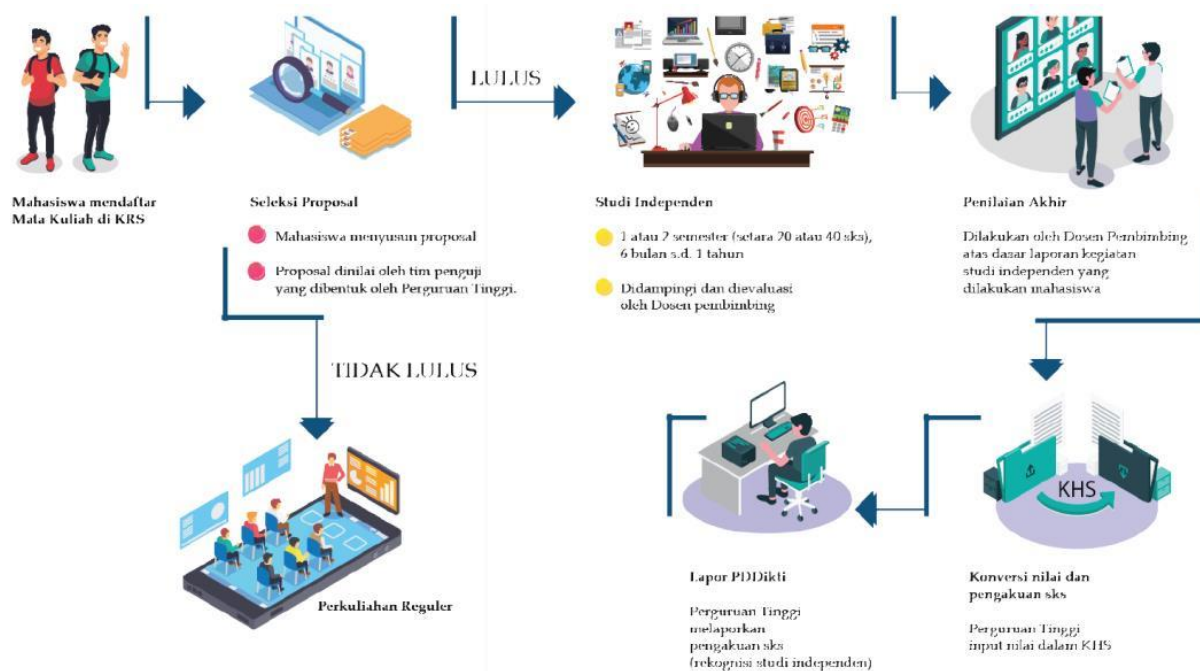 LULUS
Mahasiswa mendaftar
Mata Kuliah di KRS
Seleksi Proposal
Mahasiswa menyusun proposal
Proposal dinilai oleh tim penguji
yang dibentuk oleh Perguruan Tinggi.
Studi Independen
1 atau 2 semester (setara 20 atau 40 sks),
6 bulan s.d. 1 tahun
Didampingi dan dievaluasi
oleh Dosen pembimbing
Penilaian Akhir
Dilakukan oleh Dosen Pembimbing
atas dasar laporan kegiatan
studi independen yang
dilakukan mahasiswa
TIDAK LULUS
Perkuliahan Reguler
KHS
Konversi nilai dan
pengakuan sks
Perguruan Tinggi
input nilai dalam KHS
Lapor PDDikti
Perguruan Tinggi
melaporkan
pengakuan sks
(rekognisi studi independen)